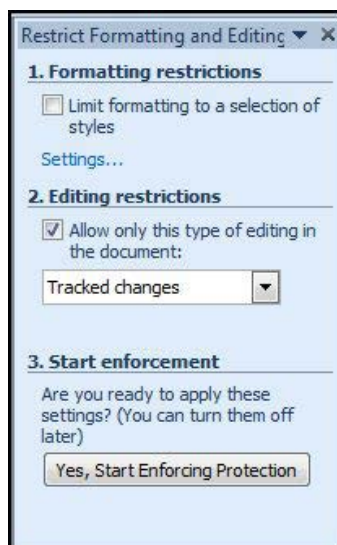 Restrict Formatting and Editing
1. Formatting restrictions
Limit formatting to a selection of
styles
Settings...
2. Editing restrictions
Allow only this type of editing in
the document:
Tracked changes
3. Start enforcement
Are you ready to apply these
settings? (You can turn them off
later)
Yes, Start Enforcing Protection